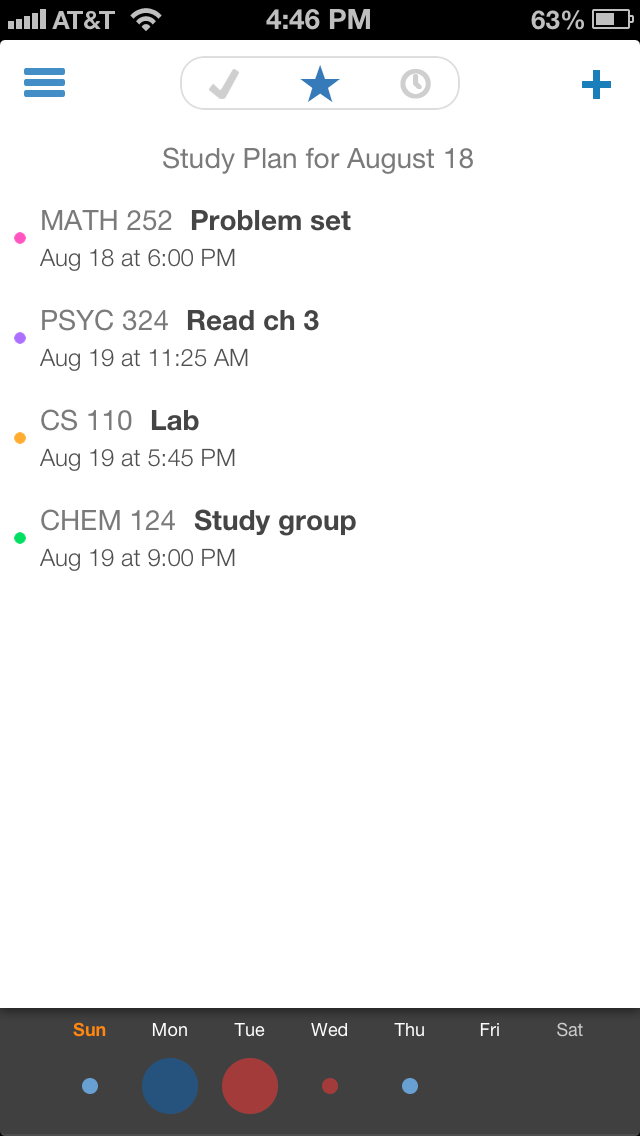 AT&T 4:46 PM 63%
Study Plan for August 18
MATH 252 Problem set
Aug 18 at 6:00 PM
PSYC 324 Read ch 3
Aug 19 at 11:25 AM
CS 110 Lab
Aug 19 at 5:45 PM
CHEM 124 Study group
Aug 19 at 9:00 PM
Sun Mon Tue Wed Thu Fri Sat